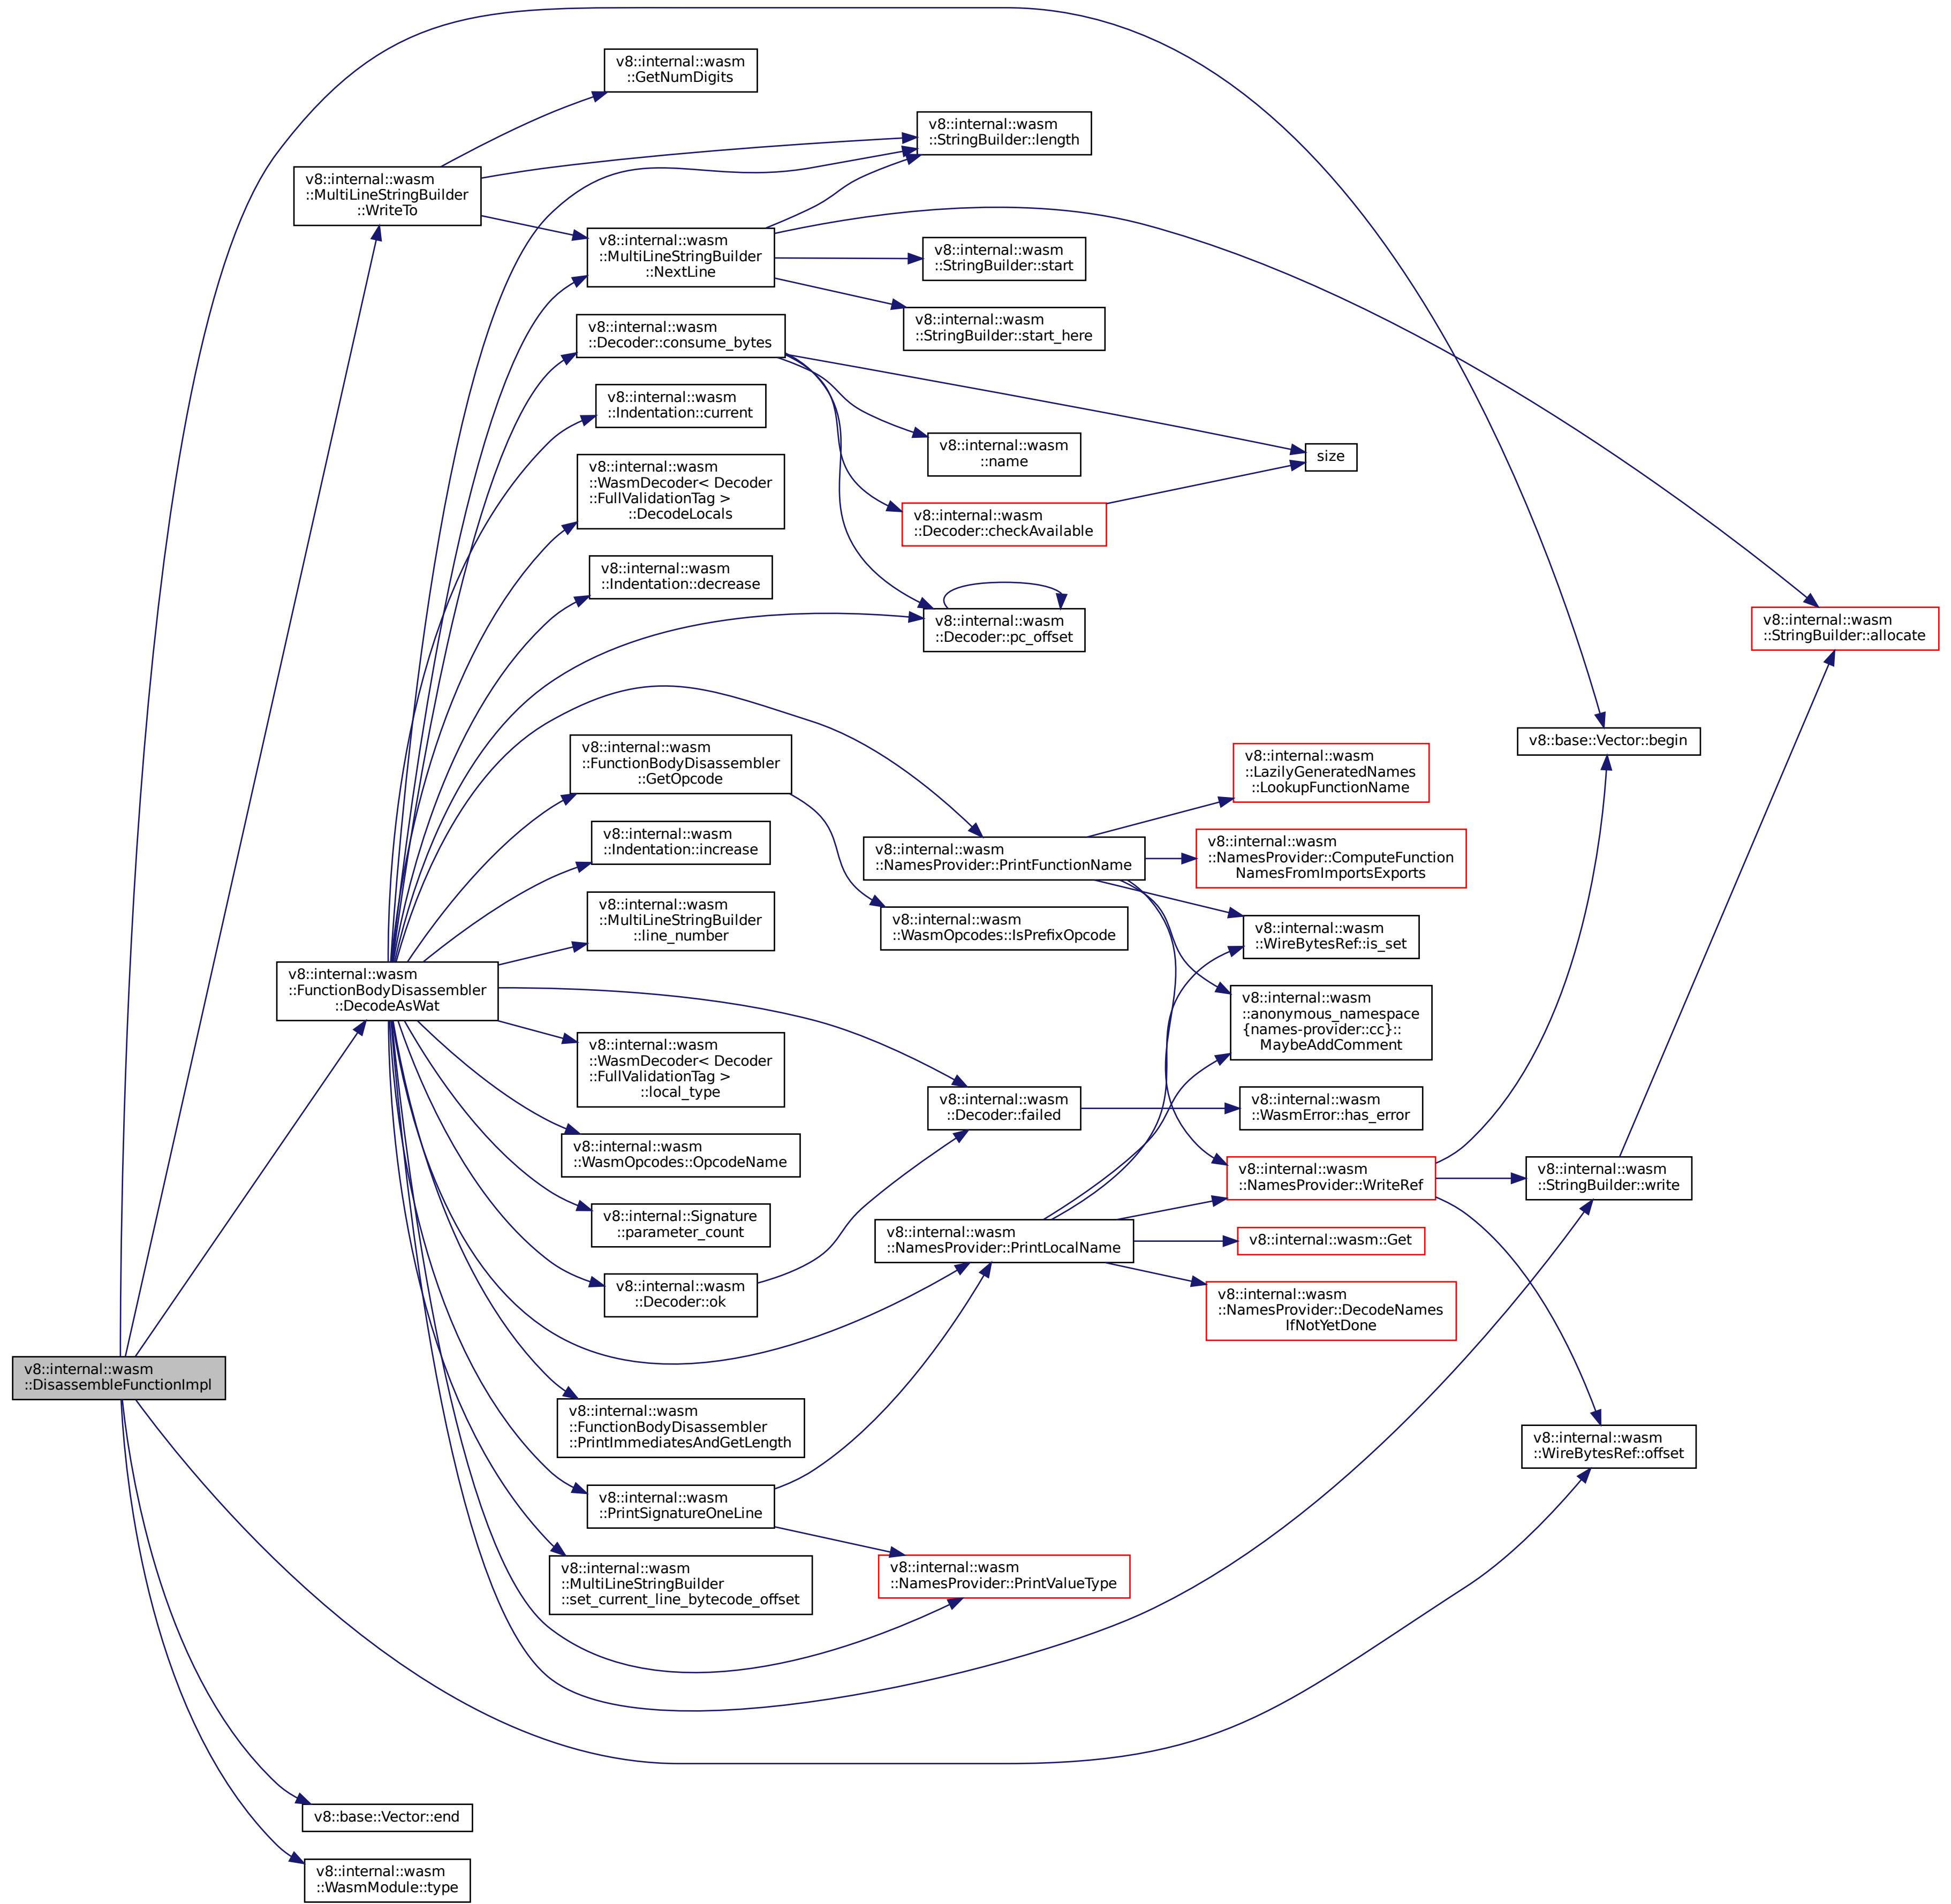 v8::internal::wasm
::GetNumDigits
v8::internal::wasm
::StringBuilder::length
v8::internal::wasm
::MultiLineStringBuilder
::WriteTo
v8::internal::wasm
::MultiLineStringBuilder
::NextLine
v8::internal::wasm
::StringBuilder::start
v8::internal::wasm
::StringBuilder::start_here
v8::internal::wasm
::Decoder::consume_bytes
v8::internal::wasm
::Indentation::current
v8::internal::wasm
::name
size
v8::internal::wasm
::WasmDecoder< Decoder
::FullValidationTag >
::DecodeLocals
v8::internal::wasm
::Decoder::checkAvailable
v8::internal::wasm
::Indentation::decrease
v8::internal::wasm
::Decoder::pc_offset
v8::internal::wasm
::StringBuilder::allocate
v8::base::Vector::begin
v8::internal::wasm
::FunctionBodyDisassembler
::GetOpcode
v8::internal::wasm
::LazilyGeneratedNames
::LookupFunctionName
v8::internal::wasm
::Indentation::increase
v8::internal::wasm
::NamesProvider::PrintFunctionName
v8::internal::wasm
::NamesProvider::ComputeFunction
NamesFromImportsExports
v8::internal::wasm
::MultiLineStringBuilder
::line_number
v8::internal::wasm
::WasmOpcodes::IsPrefixOpcode
v8::internal::wasm
::WireBytesRef::is_set
v8::internal::wasm
::FunctionBodyDisassembler
::DecodeAsWat
v8::internal::wasm
::anonymous_namespace
{names-provider::cc}::
MaybeAddComment
v8::internal::wasm
::WasmDecoder< Decoder
::FullValidationTag >
::local_type
v8::internal::wasm
::Decoder::failed
v8::internal::wasm
::WasmError::has_error
v8::internal::wasm
::WasmOpcodes::OpcodeName
v8::internal::wasm
::NamesProvider::WriteRef
v8::internal::wasm
::StringBuilder::write
v8::internal::Signature
::parameter_count
v8::internal::wasm
::NamesProvider::PrintLocalName
v8::internal::wasm::Get
v8::internal::wasm
::Decoder::ok
v8::internal::wasm
::NamesProvider::DecodeNames
IfNotYetDone
v8::internal::wasm
::DisassembleFunctionImpl
v8::internal::wasm
::FunctionBodyDisassembler
::PrintImmediatesAndGetLength
v8::internal::wasm
::WireBytesRef::offset
v8::internal::wasm
::PrintSignatureOneLine
v8::internal::wasm
::MultiLineStringBuilder
::set_current_line_bytecode_offset
v8::internal::wasm
::NamesProvider::PrintValueType
v8::base::Vector::end
v8::internal::wasm
::WasmModule::type